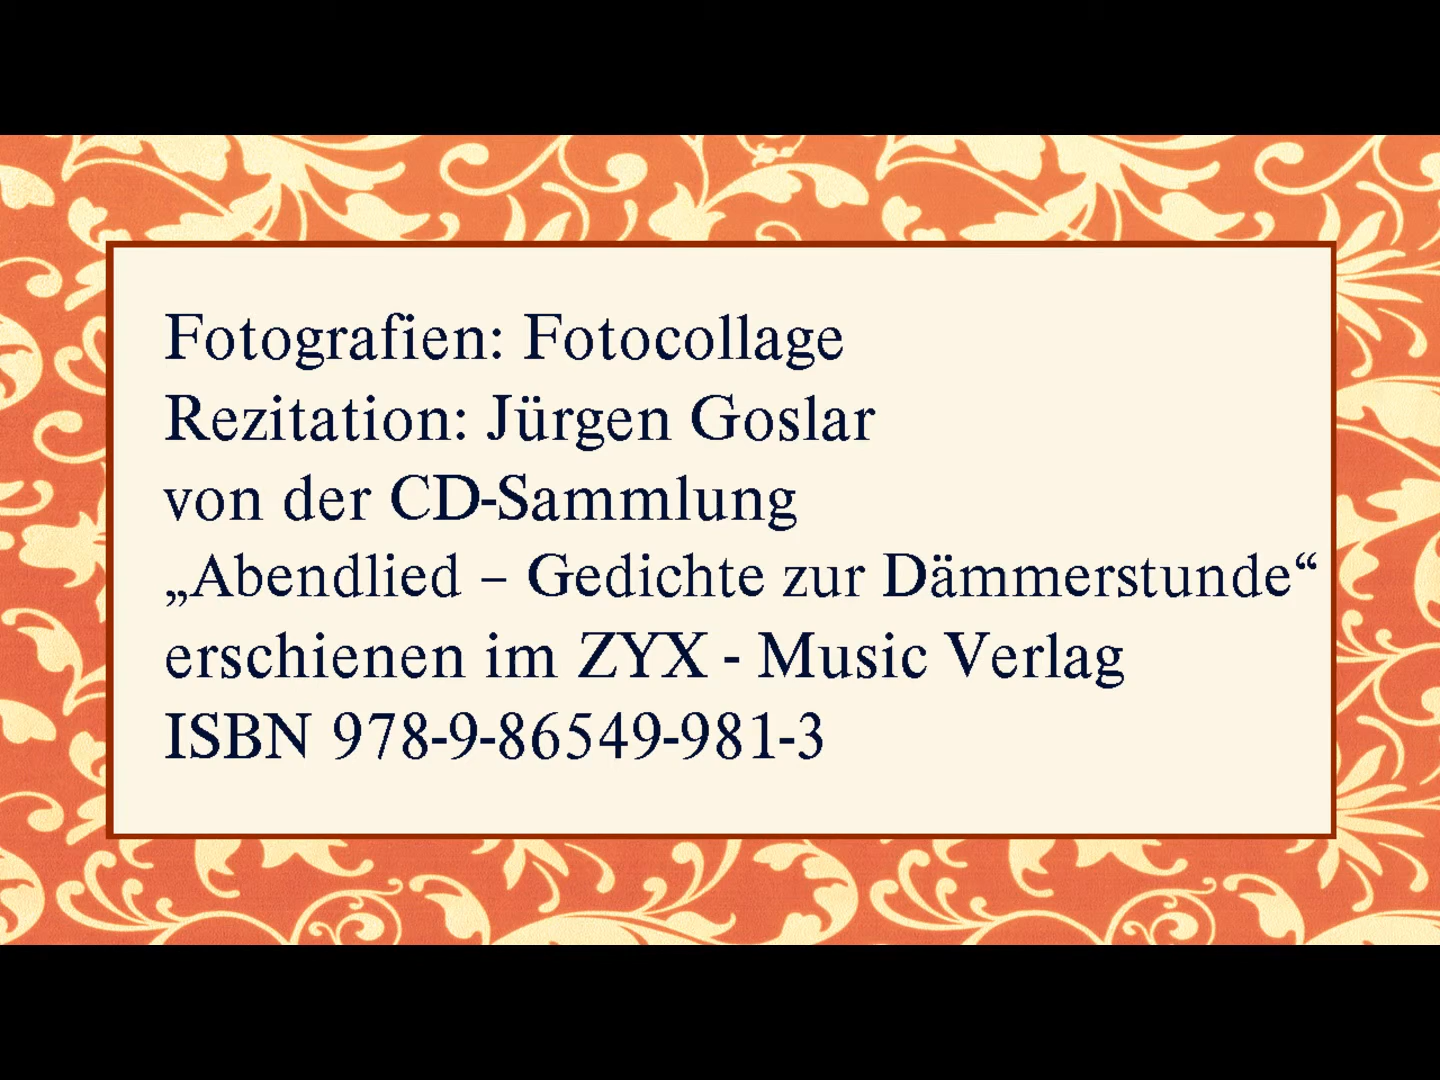 Fotografien: Fotocollage
Rezitation: Jürgen Goslar
von der CD-Sammlung
„Abendlied – Gedichte zur Dämmerstunde“
erschienen im ZYX - Music Verlag
ISBN 978-9-86549-981-3